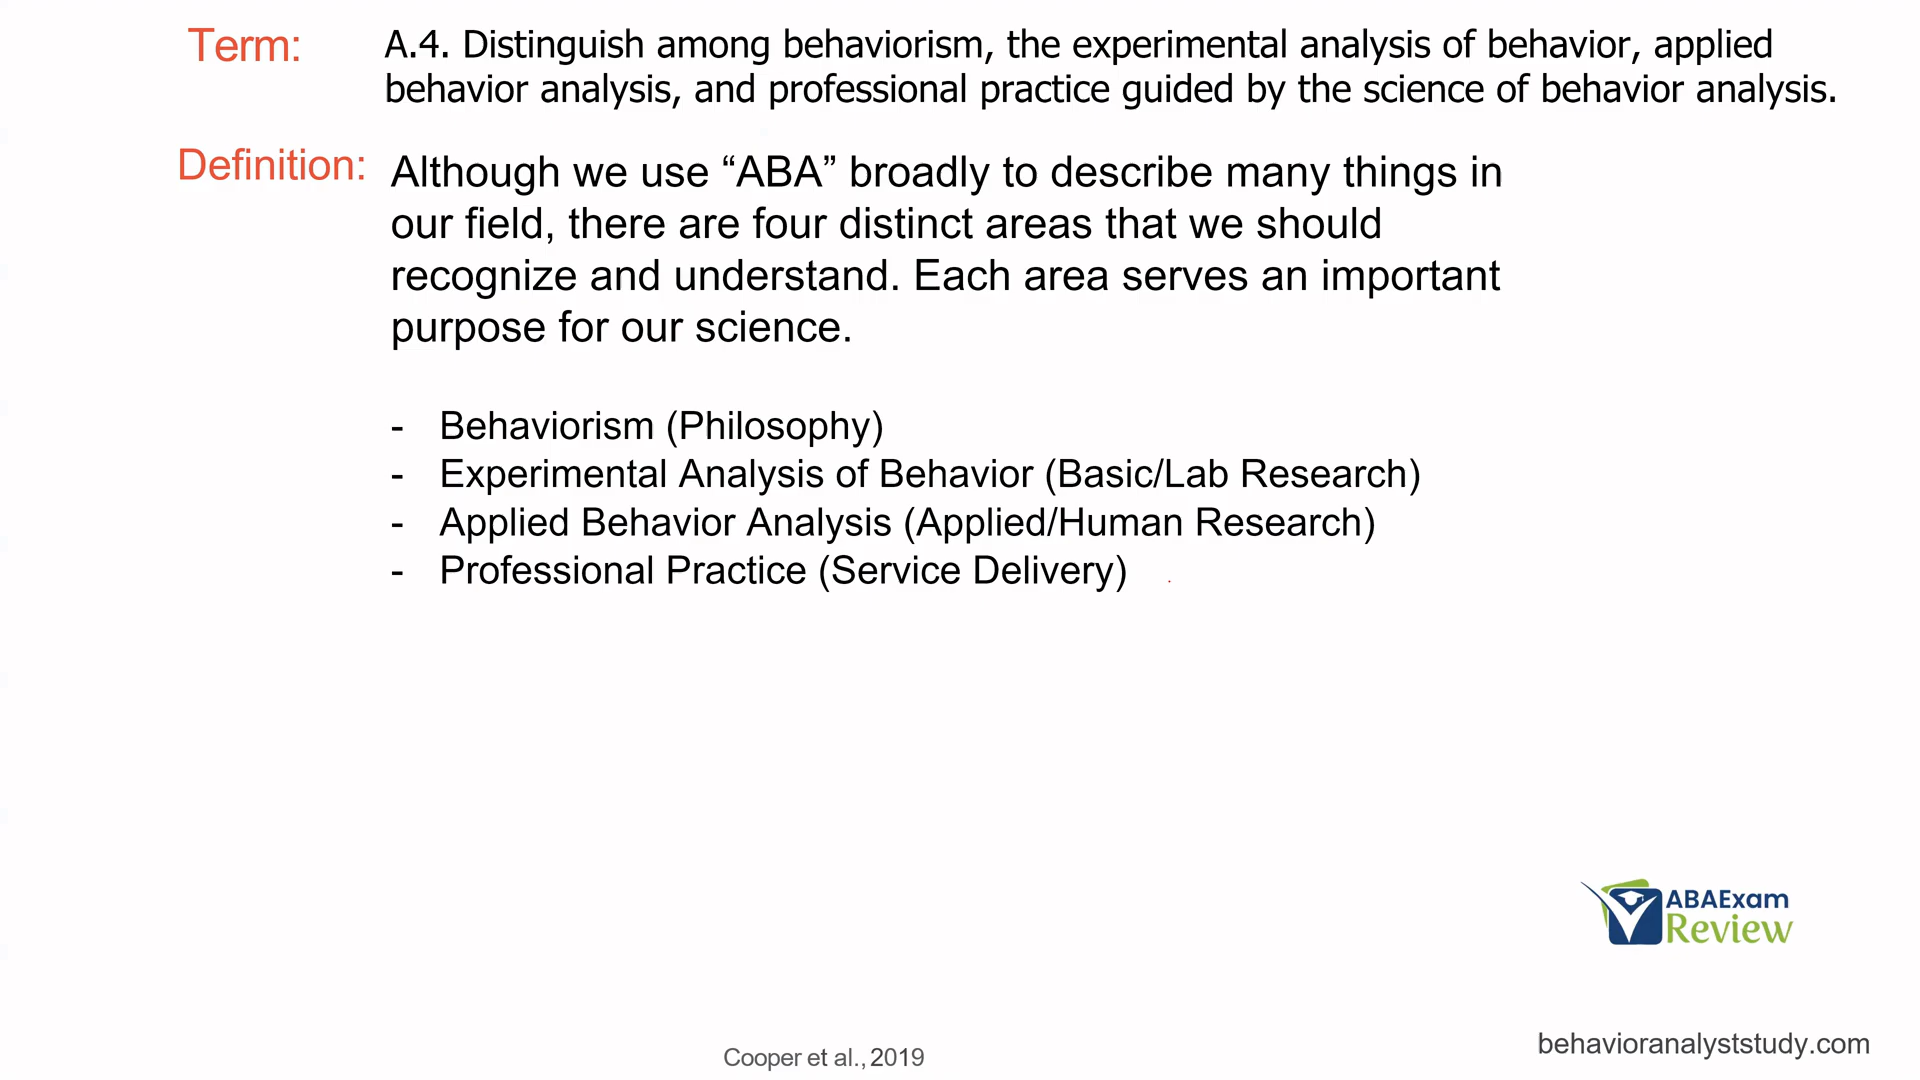 Term:
A.4. Distinguish among behaviorism, the experimental analysis of behavior, applied
behavior analysis, and professional practice guided by the science of behavior analysis.
Definition:
Although we use “ABA” broadly to describe many things in
our field, there are four distinct areas that we should
recognize and understand. Each area serves an important
purpose for our science.
- Behaviorism (Philosophy)
- Experimental Analysis of Behavior (Basic/Lab Research)
- Applied Behavior Analysis (Applied/Human Research)
- Professional Practice (Service Delivery)
ABAExam
Review
Cooper et al., 2019
behavioranalyststudy.com